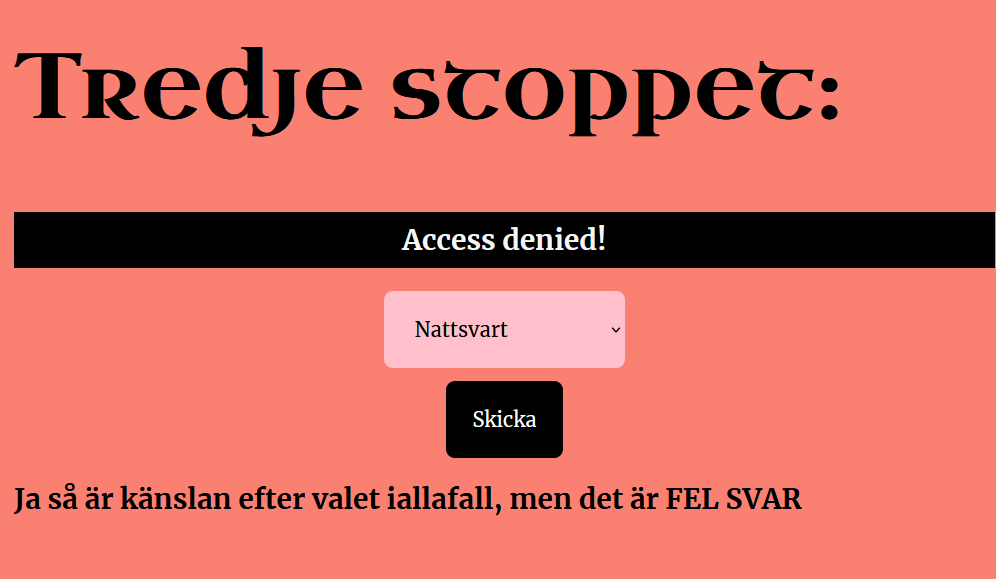 Tredje stoppet:
Access denied!
Nattsvart
Skicka
Ja så är känslan efter valet iallafall, men det är FEL SVAR